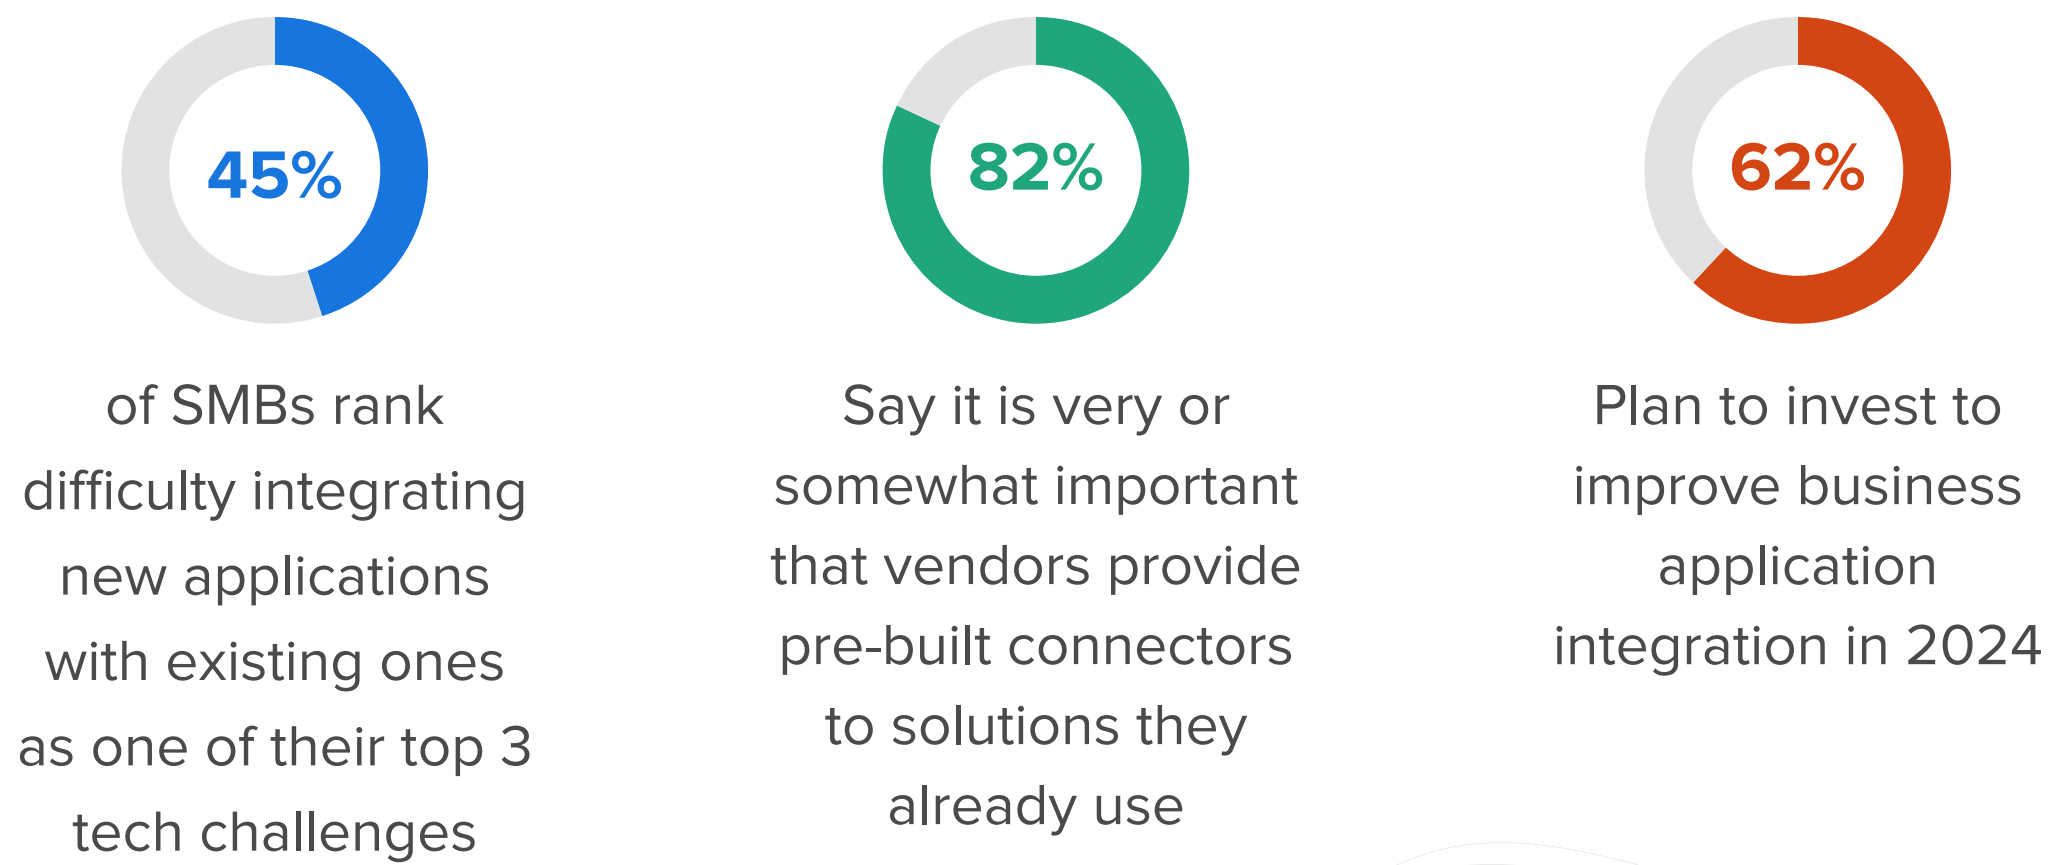 45%
of SMBs rank
difficulty integrating
new applications
with existing ones
as one of their top 3
tech challenges
82%
Say it is very or
somewhat important
that vendors provide
pre-built connectors
to solutions they
already use
62%
Plan to invest to
improve business
application
integration in 2024